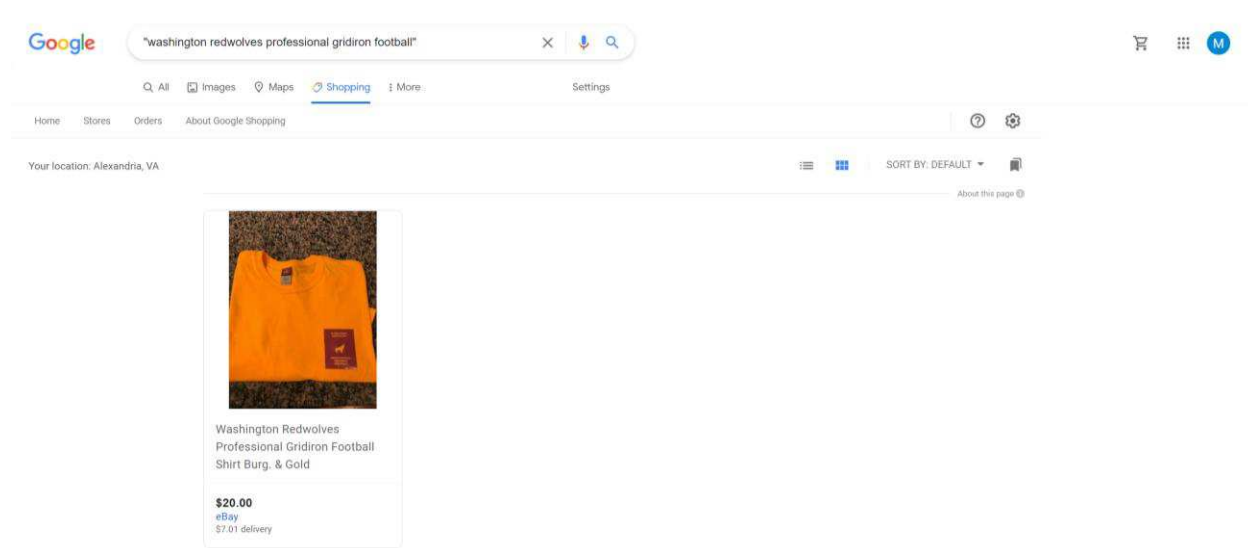 Google
"washington redwolves professional gridiron football"
M
All Images Maps Shopping More Settings
Home Stores Orders About Google Shopping
Your location: Alexandria, VA
SORT BY: DEFAULT
About this page
Washington Redwolves
Professional Gridiron Football
Shirt Burg. & Gold
$20.00
eBay
$7.01 delivery